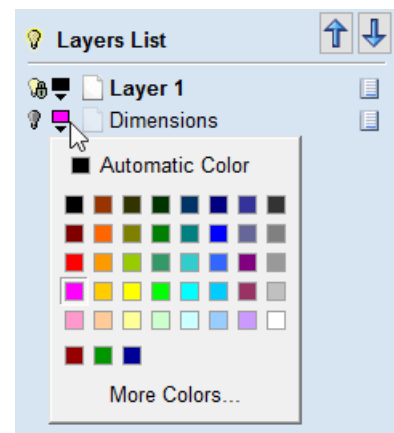 Layers List
Layer 1
Dimensions
Automatic Color
More Colors...